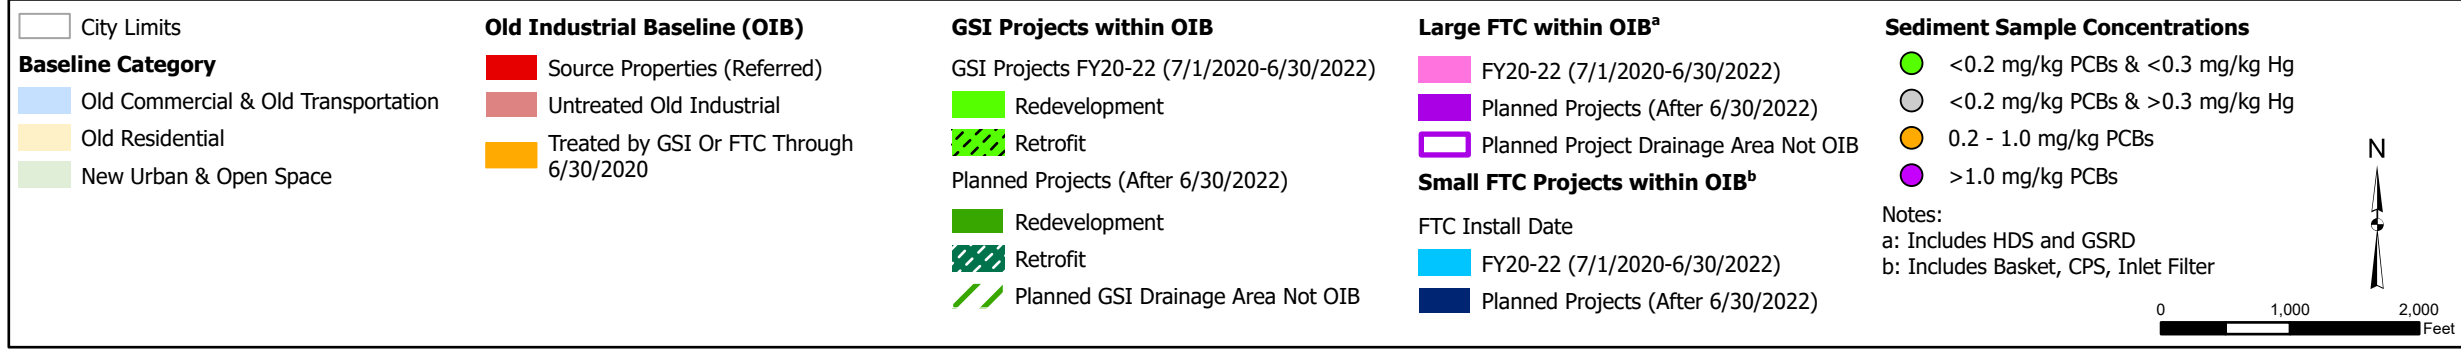 City Limits
Baseline Category
Old Commercial & Old Transportation
Old Residential
New Urban & Open Space
Old Industrial Baseline (OIB)
Source Properties (Referred)
Untreated Old Industrial
Treated by GSI Or FTC Through
6/30/2020
GSI Projects within OIB
GSI Projects FY20-22 (7/1/2020-6/30/2022)
Redevelopment
Retrofit
Planned Projects (After 6/30/2022)
Redevelopment
Retrofit
Planned GSI Drainage Area Not OIB
Large FTC within OIBa
FY20-22 (7/1/2020-6/30/2022)
Planned Projects (After 6/30/2022)
Planned Project Drainage Area Not OIB
Small FTC Projects within OIBb
FTC Install Date
FY20-22 (7/1/2020-6/30/2022)
Planned Projects (After 6/30/2022)
Sediment Sample Concentrations
<0.2 mg/kg PCBs & <0.3 mg/kg Hg
<0.2 mg/kg PCBs & >0.3 mg/kg Hg
0.2 - 1.0 mg/kg PCBs
>1.0 mg/kg PCBs
Notes:
a: Includes HDS and GSRD
b: Includes Basket, CPS, Inlet Filter
N
0 1,000 2,000
Feet